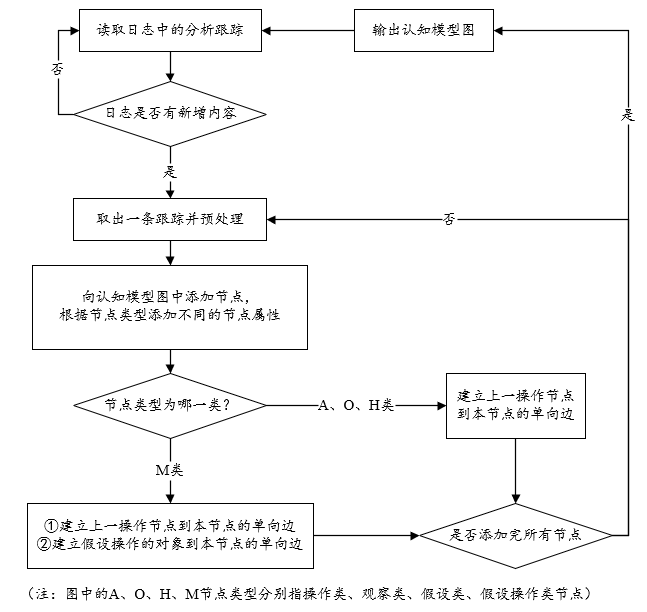 读取日志中的分析跟踪
输出认知模型图
否
日志是否有新增内容
是
是
取出一条跟踪并预处理
否
向认知模型图中添加节点，
根据节点类型添加不同的节点属性
节点类型为哪一类？
A、O、H类
建立上一操作节点
到本节点的单向边
M类
①建立上一操作节点到本节点的单向边
②建立假设操作的对象到本节点的单向边
是否添加完所有节点
（注：图中的A、O、H、M节点类型分别指操作类、观察类、假设类、假设操作类节点）